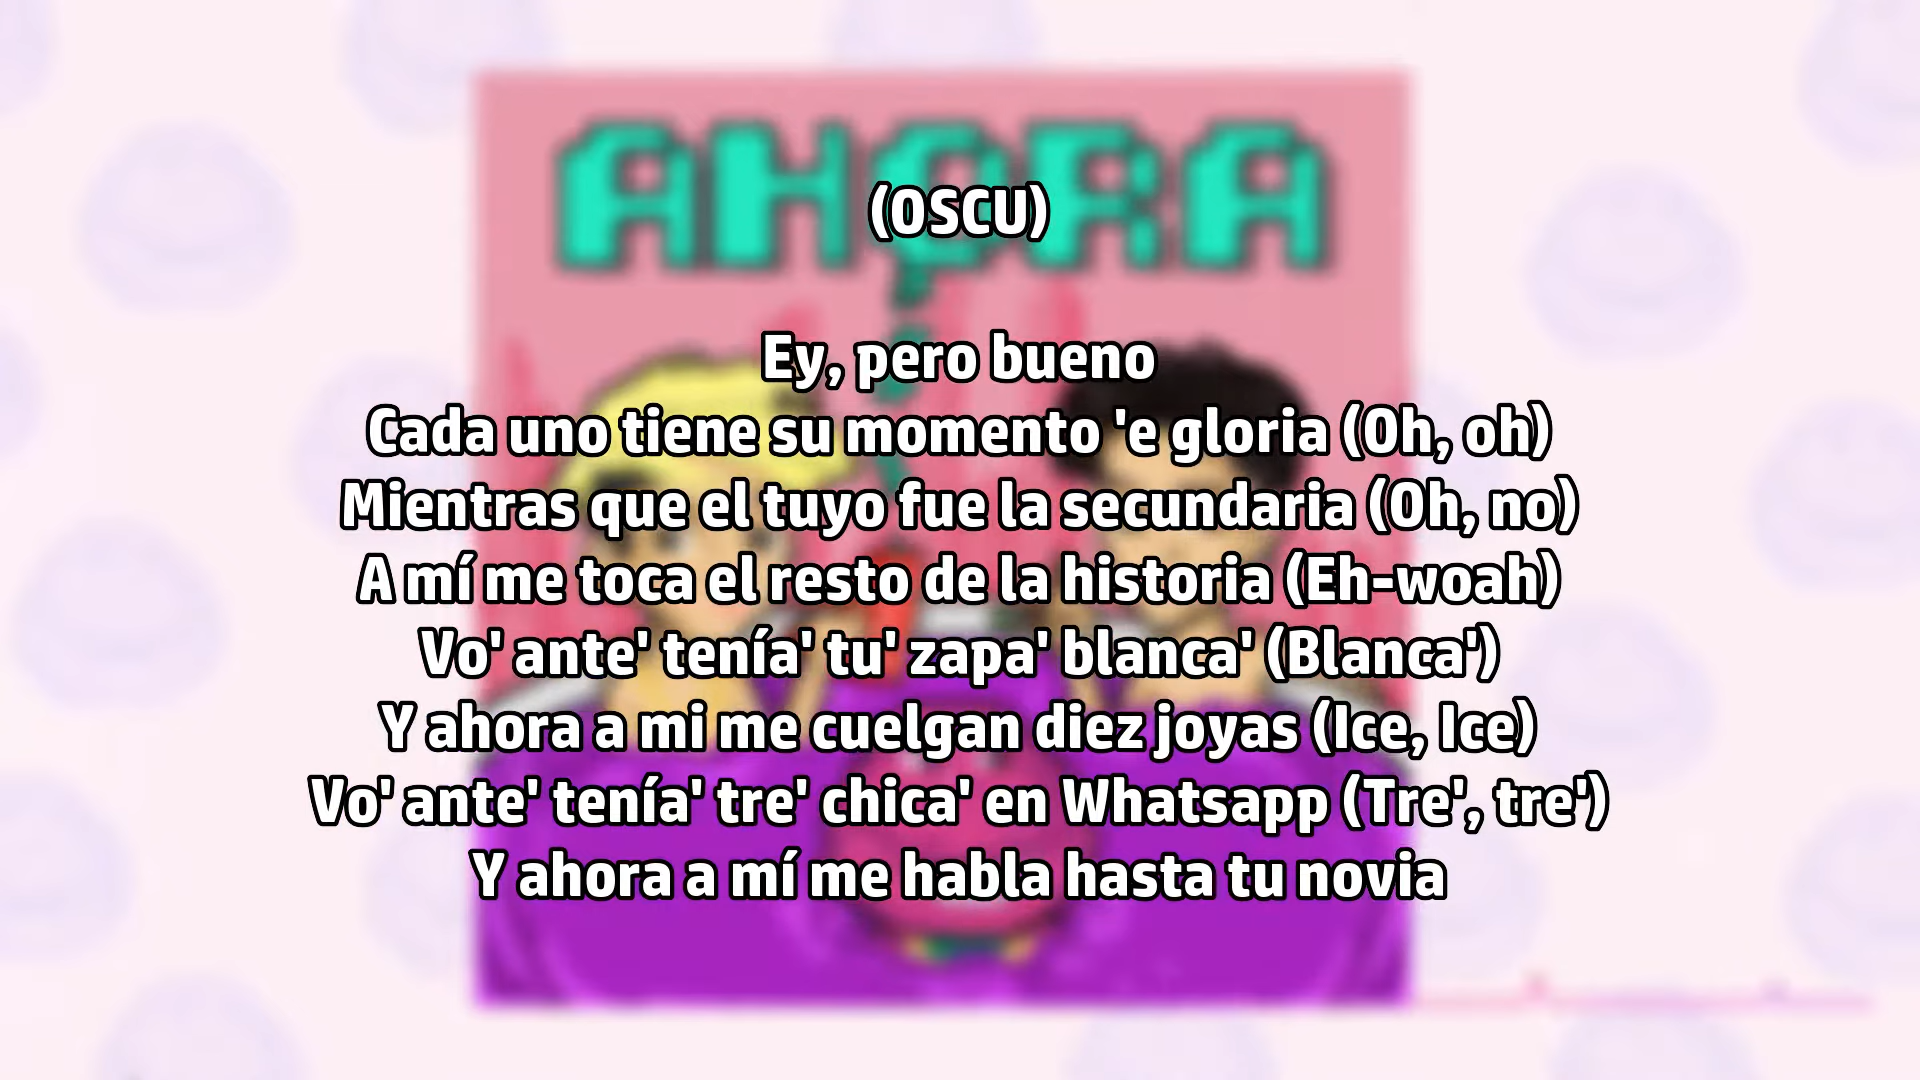 AHORA
(OSCU)
Ey, pero bueno
Cada uno tiene su momento 'e gloria (Oh, oh)
Mientras que el tuyo fue la secundaria (Oh, no)
A mí me toca el resto de la historia (Eh-woah)
Vo' ante' tenía' tu' zapa' blanca' (Blanca')
Y ahora a mi me cuelgan diez joyas (Ice, Ice)
Vo' ante' tenía' tre' chica' en Whatsapp (Tre', tre')
Y ahora a mí me habla hasta tu novia